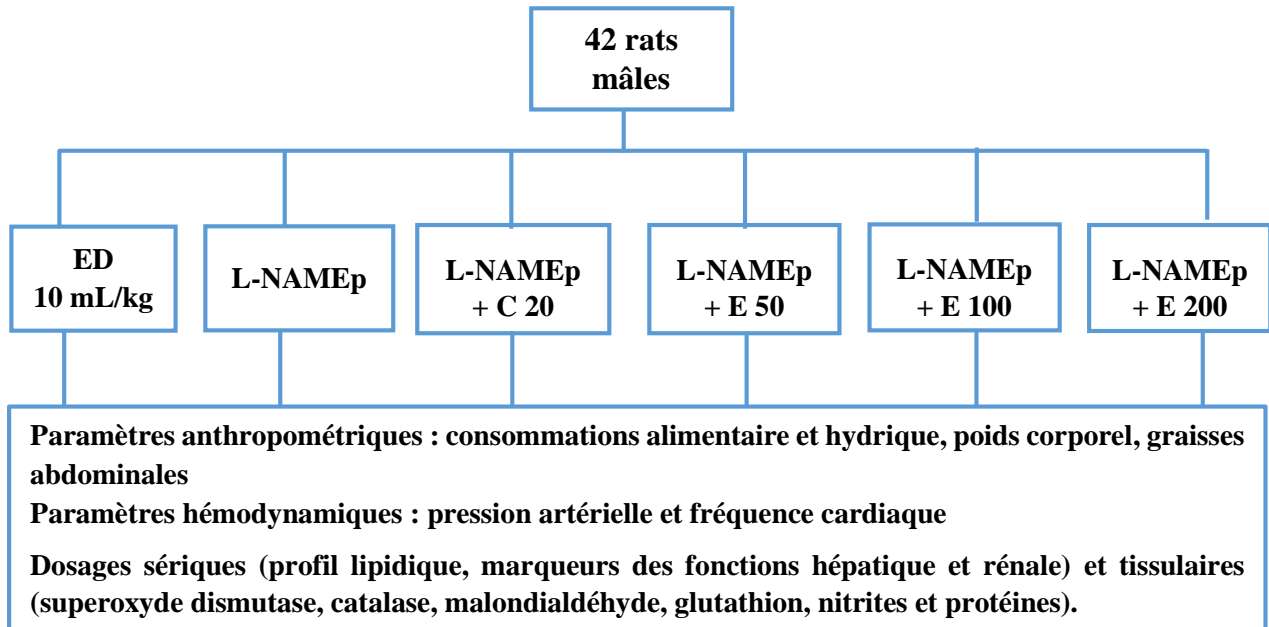 42 rats
mâles
ED
10 mL/kg
L-NAMEp
L-NAMEp
+ C 20
L-NAMEp
+ E 50
L-NAMEp
+ E 100
L-NAMEp
+ E 200
Paramètres anthropométriques : consommations alimentaire et hydrique, poids corporel, graisses
abdominales
Paramètres hémodynamiques : pression artérielle et fréquence cardiaque
Dosages sériques (profil lipidique, marqueurs des fonctions hépatique et rénale) et tissulaires
(superoxyde dismutase, catalase, malondialdéhyde, glutathion, nitrites et protéines).